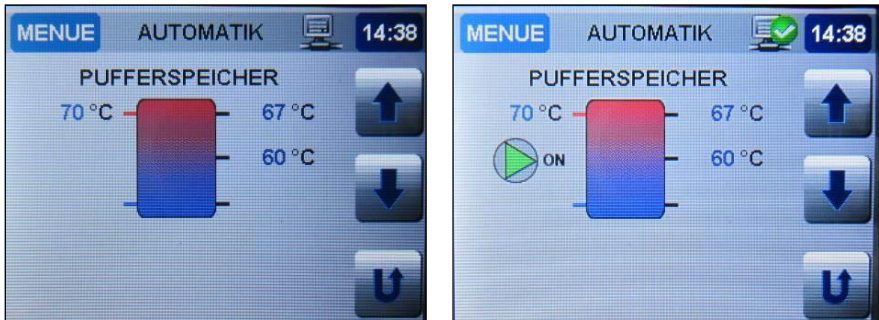 MENUE AUTOMATIK 14:38
PUFFERSPEICHER
70 °C 67 °C
60 °C
MENUE AUTOMATIK 14:38
PUFFERSPEICHER
70 °C 67 °C
ON 60 °C